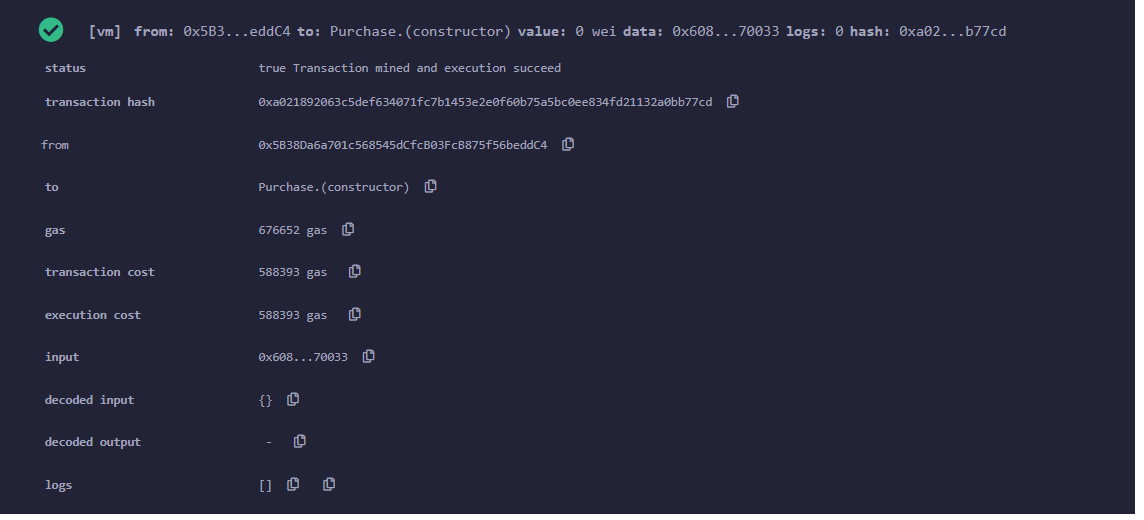 [vm] from: 0x5B3...eddC4 to: Purchase.(constructor) value: 0 wei data: 0x608...70033 logs: 0 hash: 0xa02...b77cd
status true Transaction mined and execution succeed
transaction hash 0xa021892063c5def634071fc7b1453e2e0f60b75a5bc0ee834fd21132a0bb77cd
from 0x5B38Da6a701c568545dCfcB03FcB875f56beddC4
to Purchase.(constructor)
gas 676652 gas
transaction cost 588393 gas
execution cost 588393 gas
input 0x608...70033
decoded input {}
decoded output -
logs []